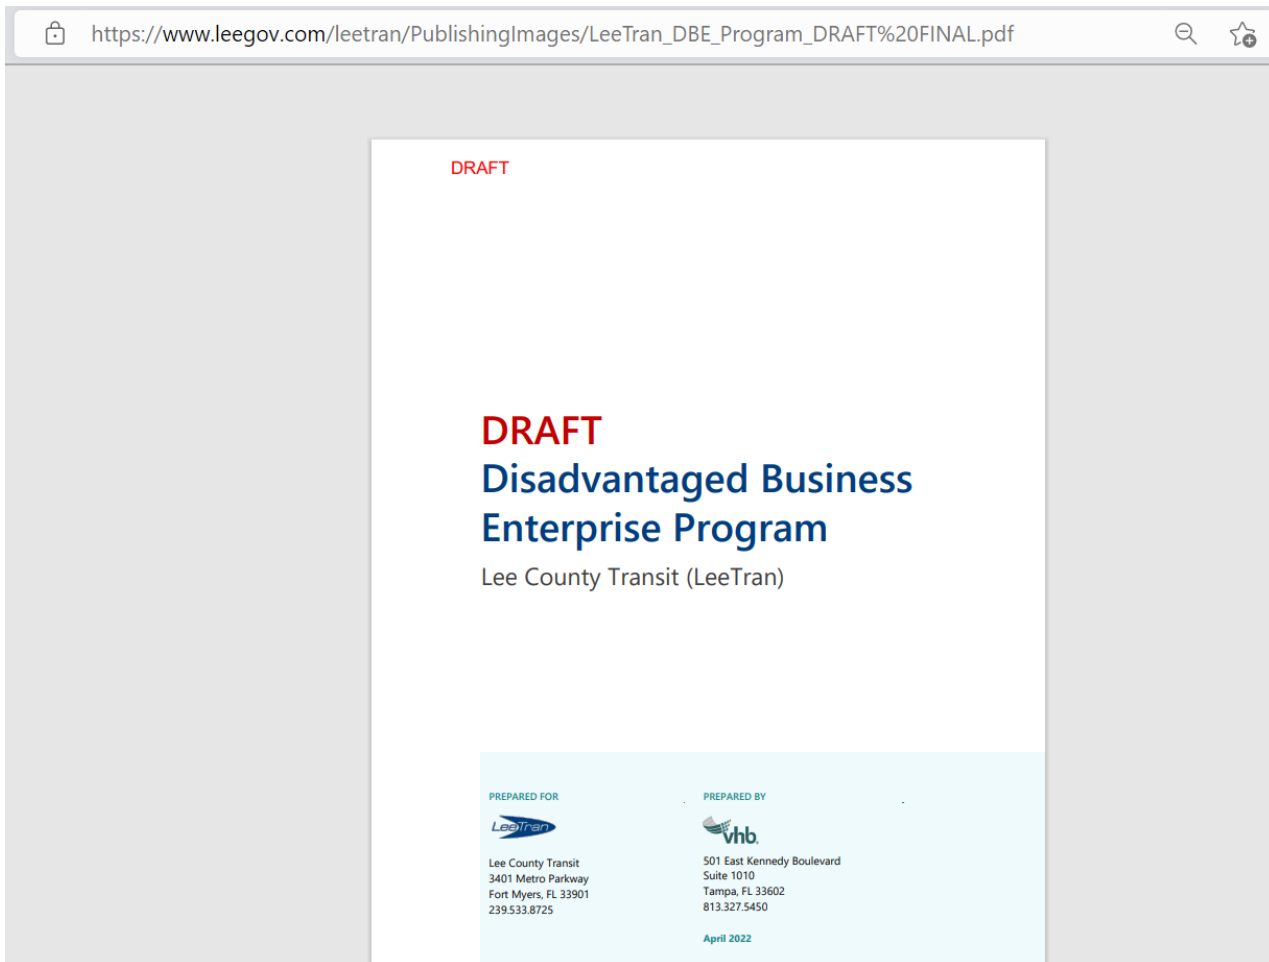 https://www.leegov.com/leetran/PublishingImages/LeeTran_DBE_Program_DRAFT%20FINAL.pdf
DRAFT
DRAFT
Disadvantaged Business
Enterprise Program
Lee County Transit (LeeTran)
PREPARED FOR
LeeTran
Lee County Transit
3401 Metro Parkway
Fort Myers, FL 33901
239.533.8725
PREPARED BY
vhb.
501 East Kennedy Boulevard
Suite 1010
Tampa, FL 33602
813.327.5450
April 2022